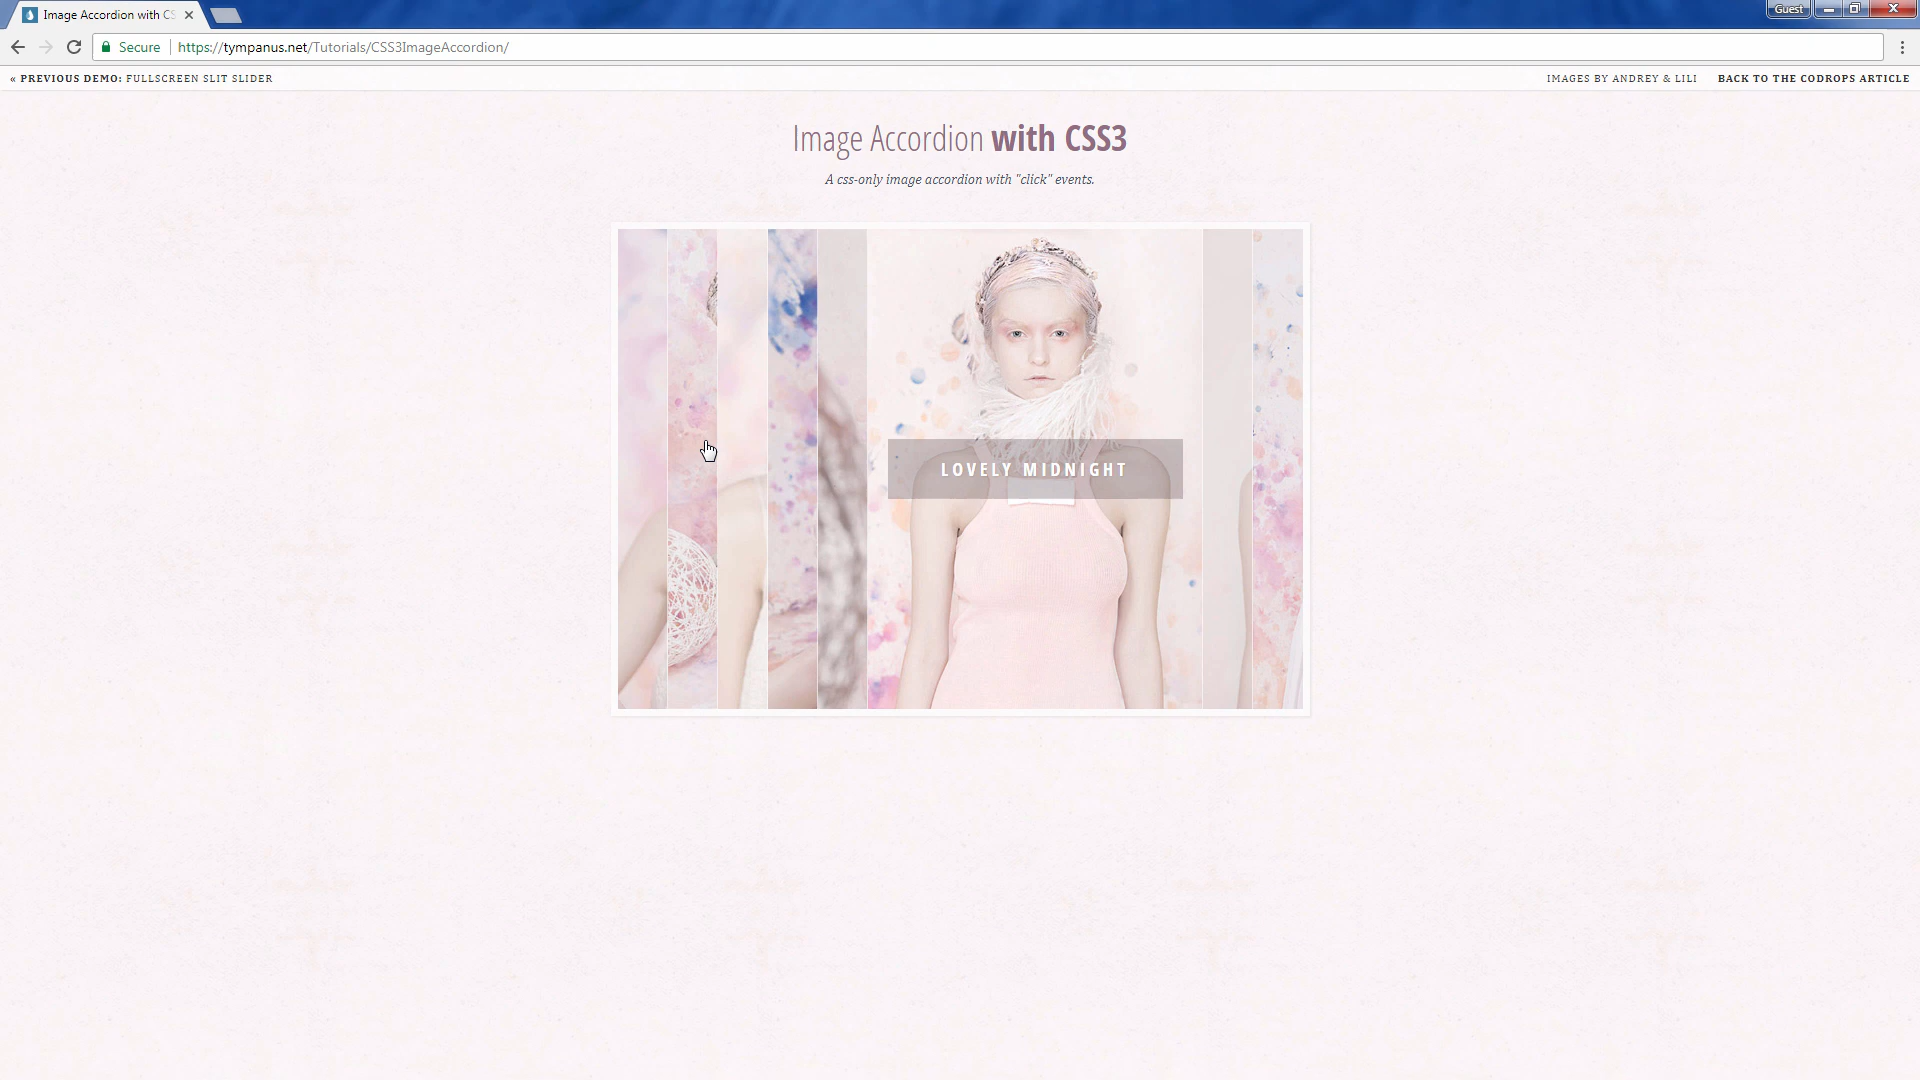 Image Accordion with CS
Guest
Secure
https://tympanus.net/Tutorials/CSS3ImageAccordion/
« PREVIOUS DEMO: FULLSCREEN SLIT SLIDER
IMAGES BY ANDREY & LILI
BACK TO THE CODROPS ARTICLE
Image Accordion with CSS3
A css-only image accordion with "click" events.
LOVELY MIDNIGHT